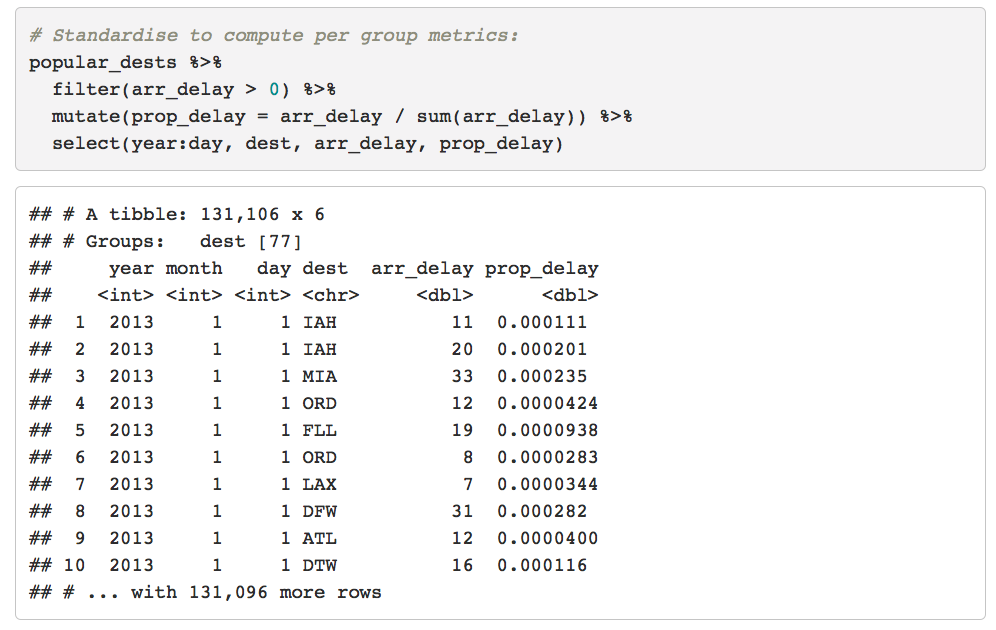 # Standardise to compute per group metrics:
popular_dests %>%
  filter(arr_delay > 0) %>%
  mutate(prop_delay = arr_delay / sum(arr_delay)) %>%
  select(year:day, dest, arr_delay, prop_delay)
## # A tibble: 131,106 x 6
## # Groups:   dest [77]
##     year month   day dest  arr_delay prop_delay
##    <int> <int> <int> <chr>     <dbl>      <dbl>
##  1  2013     1     1 IAH          11  0.000111
##  2  2013     1     1 IAH          20  0.000201
##  3  2013     1     1 MIA          33  0.000235
##  4  2013     1     1 ORD          12  0.0000424
##  5  2013     1     1 FLL          19  0.0000938
##  6  2013     1     1 ORD           8  0.0000283
##  7  2013     1     1 LAX           7  0.0000344
##  8  2013     1     1 DFW          31  0.000282
##  9  2013     1     1 ATL          12  0.0000400
## 10  2013     1     1 DTW          16  0.000116
## # ... with 131,096 more rows